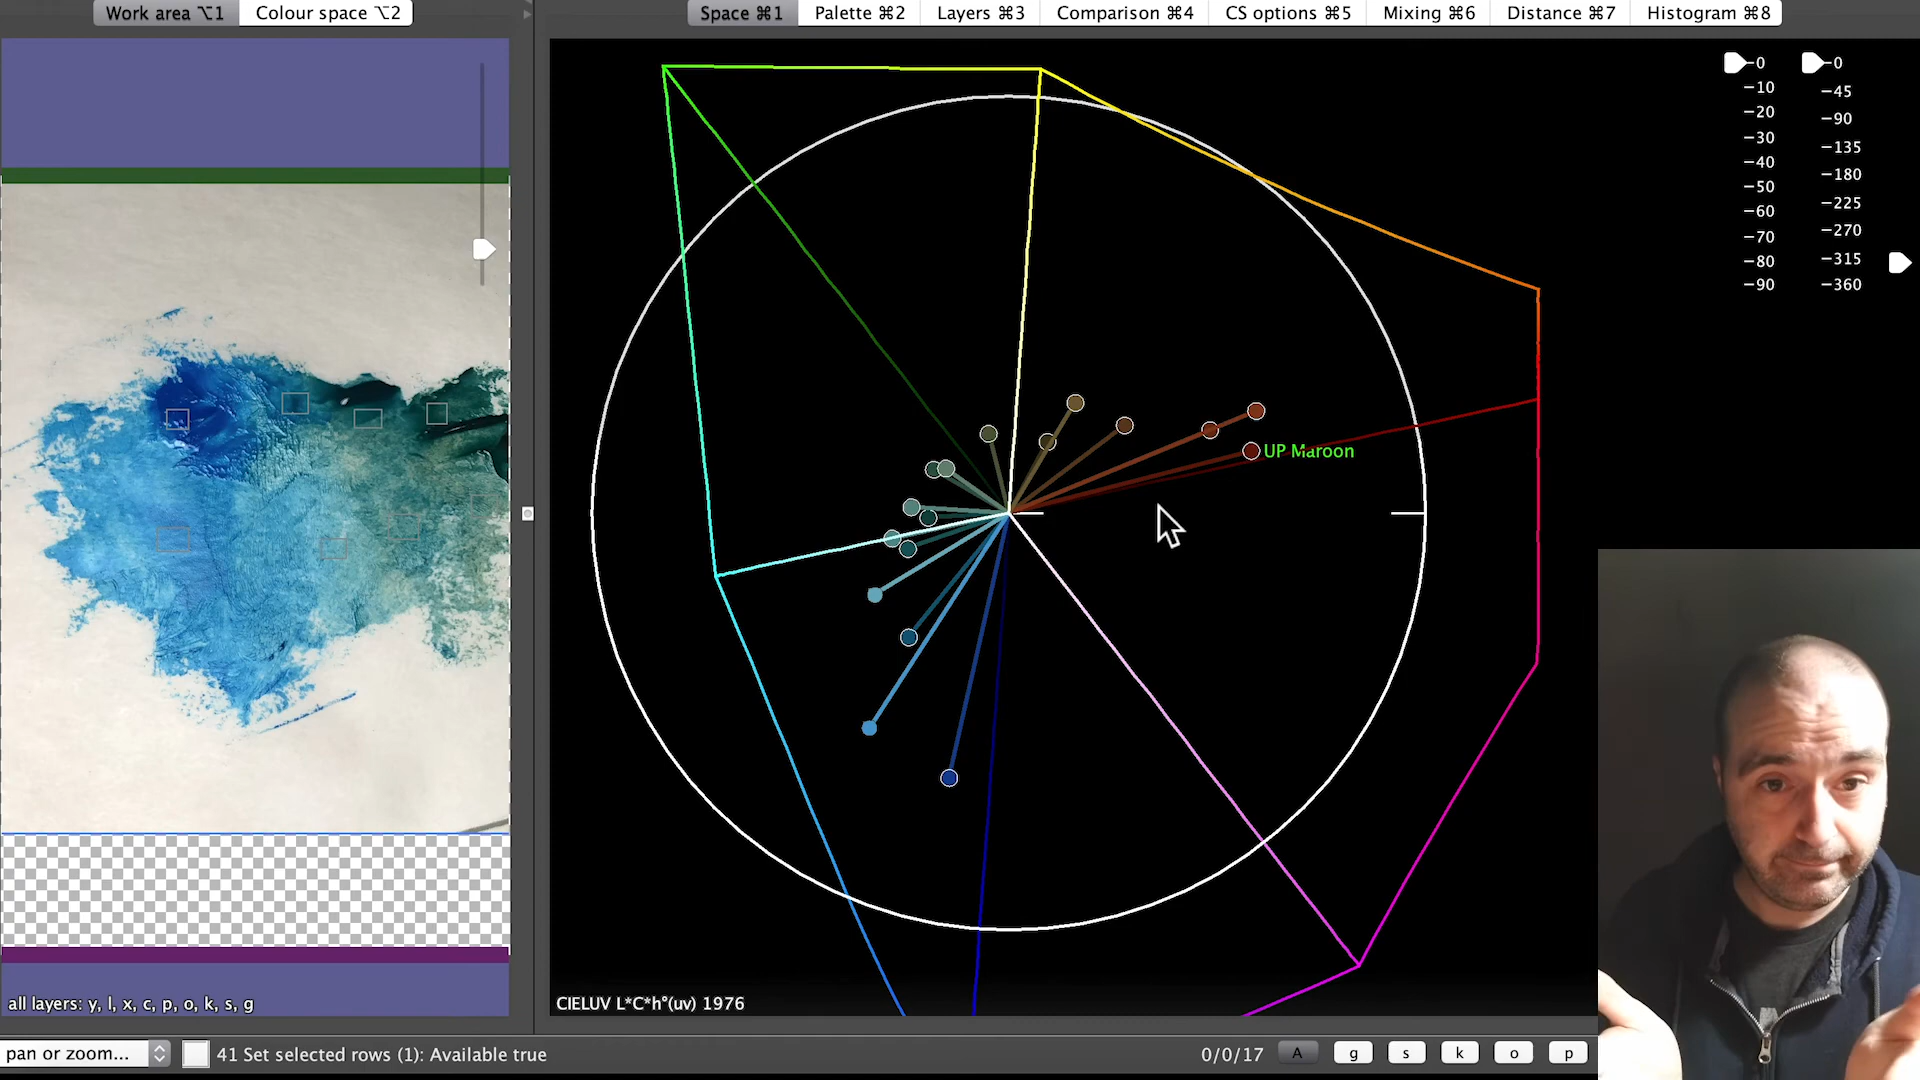 Work area ⌥1 Colour space ⌥2
Space ⌘1 Palette ⌘2 Layers ⌘3 Comparison ⌘4 CS options ⌘5 Mixing ⌘6 Distance ⌘7 Histogram ⌘8
0 0
10 45
20 90
30 135
40 180
50 225
60 270
70 315
80 360
90
UP Maroon
all layers: y, l, x, c, p, o, k, s, g
CIELUV L*C*h°(uv) 1976
pan or zoom... 41 Set selected rows (1): Available true 0/0/17 A g s k o p